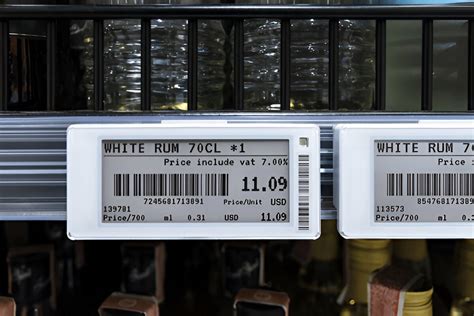 WHITE RUM 70CL *1
Price include vat 7.00%
7245681713891
Price/Unit
11.09
USD
139781
Price/700 ml 0.31 USD 11.09
WHITE RUM 70CL
Price include
8547681713891
113573
Price/700 ml 0.31